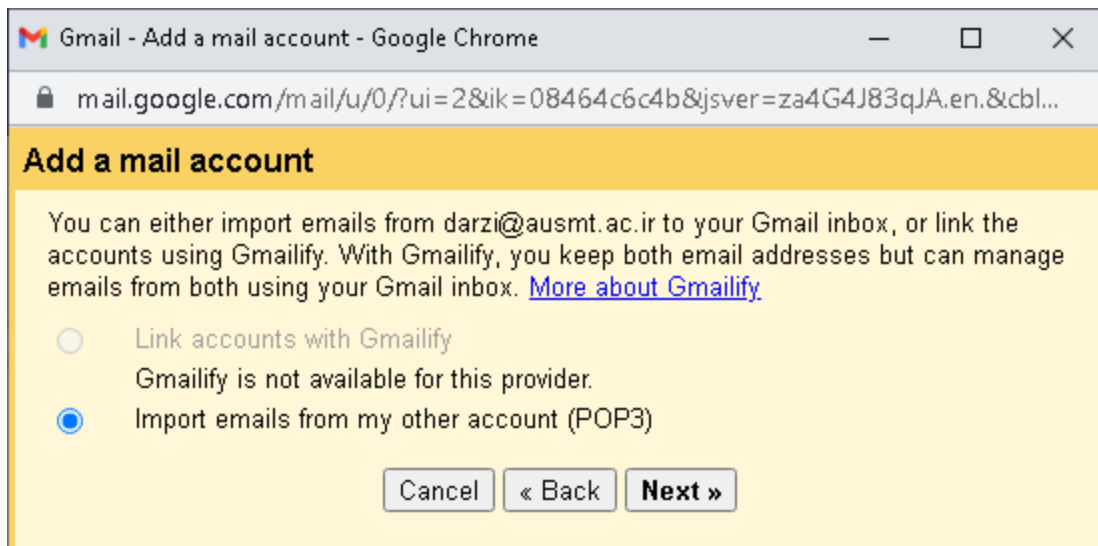 Gmail - Add a mail account - Google Chrome
mail.google.com/mail/u/0/?ui=2&ik=08464c6c4b&jsver=za4G4J83qJA.en.&cbl...
Add a mail account
You can either import emails from darzi@ausmt.ac.ir to your Gmail inbox, or link the
accounts using Gmailify. With Gmailify, you keep both email addresses but can manage
emails from both using your Gmail inbox. More about Gmailify
Link accounts with Gmailify
Gmailify is not available for this provider.
Import emails from my other account (POP3)
Cancel « Back Next »